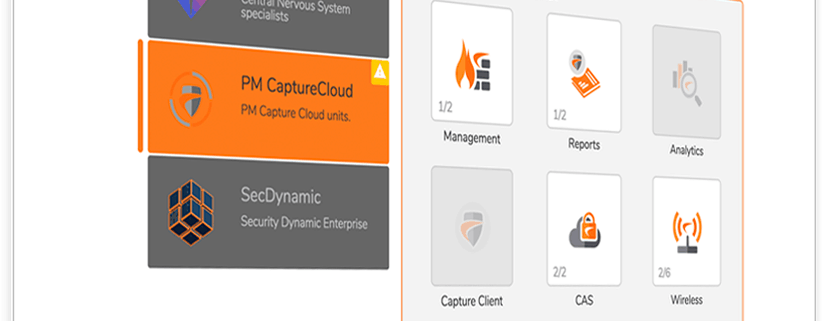 Central Nervous System
specialists
PM CaptureCloud
PM Capture Cloud units.
SecDynamic
Security Dynamic Enterprise
1/2
Management
1/2
Reports
Analytics
Capture Client
2/2
CAS
2/6
Wireless